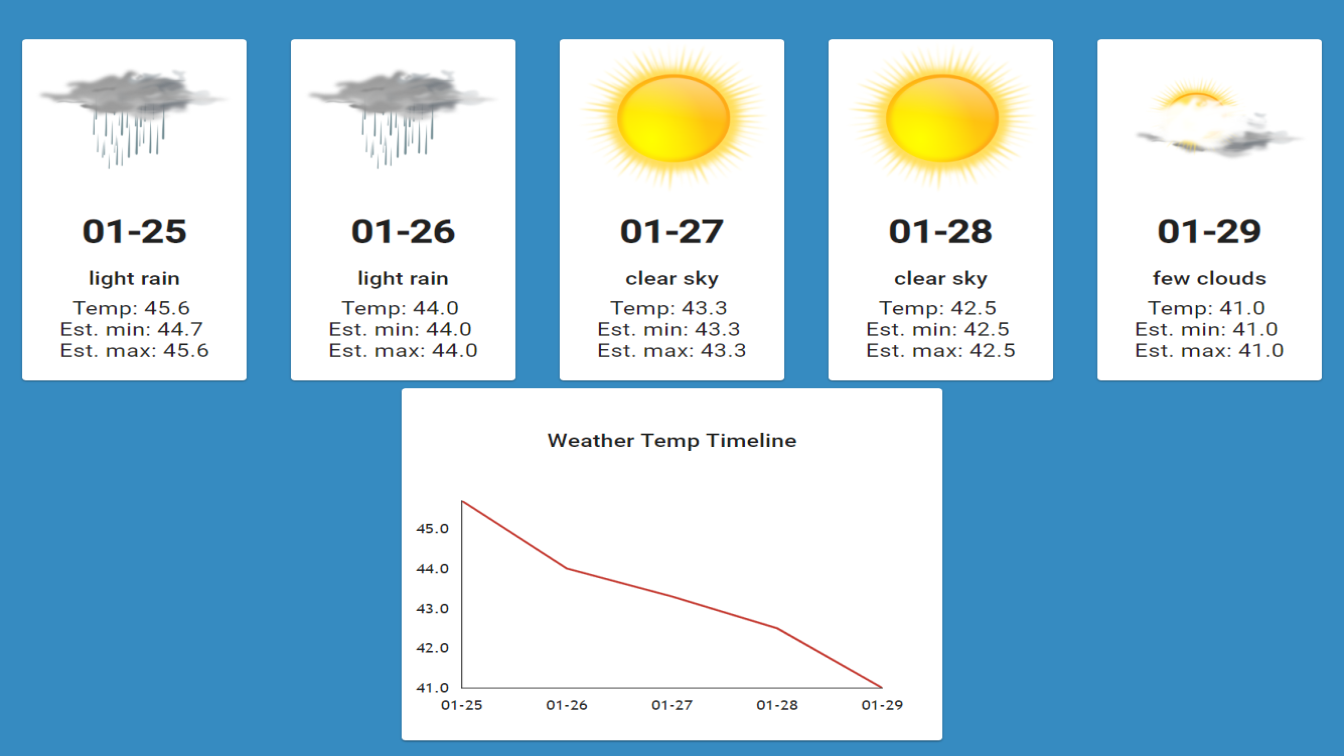 01-25
light rain
Temp: 45.6
Est. min: 44.7
Est. max: 45.6
01-26
light rain
Temp: 44.0
Est. min: 44.0
Est. max: 44.0
01-27
clear sky
Temp: 43.3
Est. min: 43.3
Est. max: 43.3
01-28
clear sky
Temp: 42.5
Est. min: 42.5
Est. max: 42.5
01-29
few clouds
Temp: 41.0
Est. min: 41.0
Est. max: 41.0
Weather Temp Timeline
45.0
44.0
43.0
42.0
41.0
01-25 01-26 01-27 01-28 01-29